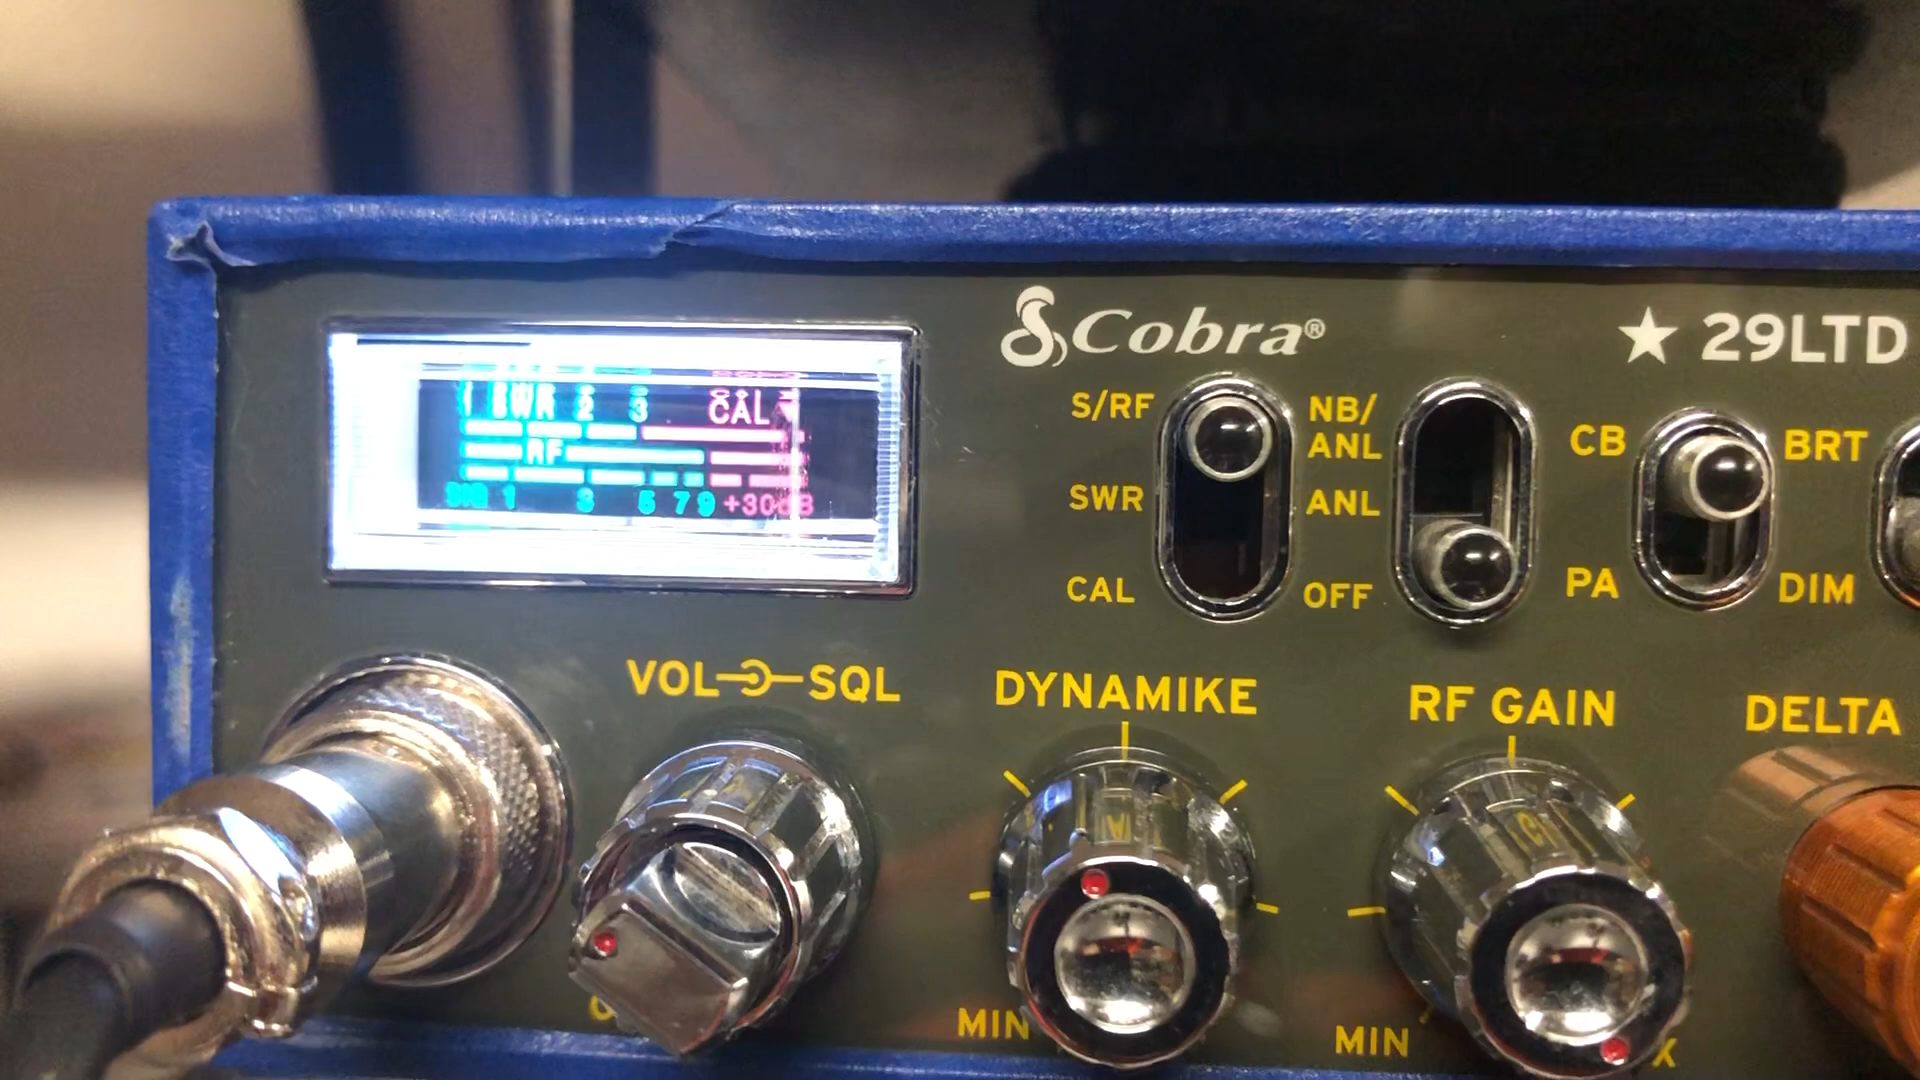 Cobra®
★ 29LTD
SWR 2 3 CAL
RF
SIG 1 3 5 7 9 +30dB
S/RF
SWR
CAL
NB/
ANL
ANL
OFF
CB
PA
BRT
DIM
VOL SQL
DYNAMIKE
RF GAIN
DELTA
MIN
MIN